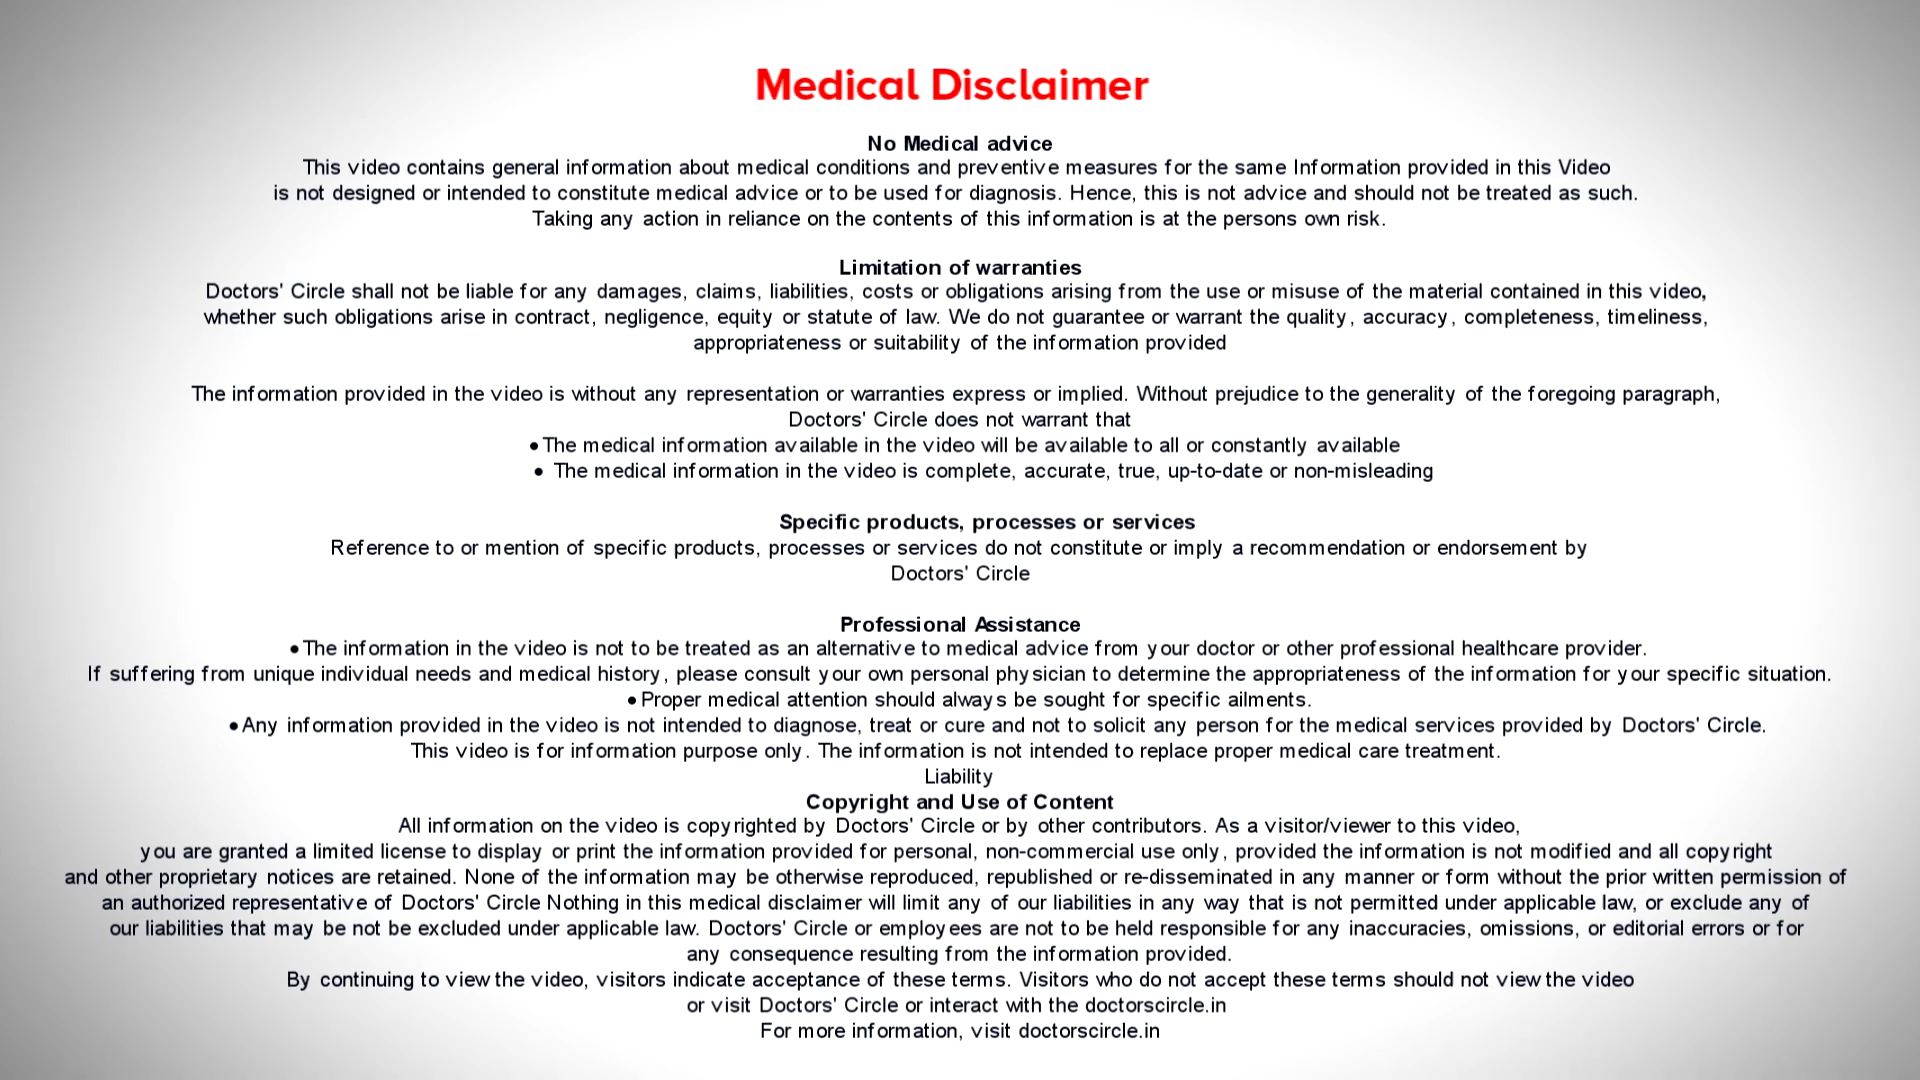 Medical Disclaimer
No Medical advice
This video contains general information about medical conditions and preventive measures for the same Information provided in this Video
is not designed or intended to constitute medical advice or to be used for diagnosis. Hence, this is not advice and should not be treated as such.
Taking any action in reliance on the contents of this information is at the persons own risk.
Limitation of warranties
Doctors' Circle shall not be liable for any damages, claims, liabilities, costs or obligations arising from the use or misuse of the material contained in this video,
whether such obligations arise in contract, negligence, equity or statute of law. We do not guarantee or warrant the quality, accuracy, completeness, timeliness,
appropriateness or suitability of the information provided
The information provided in the video is without any representation or warranties express or implied. Without prejudice to the generality of the foregoing paragraph,
Doctors' Circle does not warrant that
• The medical information available in the video will be available to all or constantly available
• The medical information in the video is complete, accurate, true, up-to-date or non-misleading
Specific products, processes or services
Reference to or mention of specific products, processes or services do not constitute or imply a recommendation or endorsement by
Doctors' Circle
Professional Assistance
• The information in the video is not to be treated as an alternative to medical advice from your doctor or other professional healthcare provider.
If suffering from unique individual needs and medical history, please consult your own personal physician to determine the appropriateness of the information for your specific situation.
• Proper medical attention should always be sought for specific ailments.
• Any information provided in the video is not intended to diagnose, treat or cure and not to solicit any person for the medical services provided by Doctors' Circle.
This video is for information purpose only. The information is not intended to replace proper medical care treatment.
Liability
Copyright and Use of Content
All information on the video is copyrighted by Doctors' Circle or by other contributors. As a visitor/viewer to this video,
you are granted a limited license to display or print the information provided for personal, non-commercial use only, provided the information is not modified and all copyright
and other proprietary notices are retained. None of the information may be otherwise reproduced, republished or re-disseminated in any manner or form without the prior written permission of
an authorized representative of Doctors' Circle Nothing in this medical disclaimer will limit any of our liabilities in any way that is not permitted under applicable law, or exclude any of
our liabilities that may be not be excluded under applicable law. Doctors' Circle or employees are not to be held responsible for any inaccuracies, omissions, or editorial errors or for
any consequence resulting from the information provided.
By continuing to view the video, visitors indicate acceptance of these terms. Visitors who do not accept these terms should not view the video
or visit Doctors' Circle or interact with the doctorscircle.in
For more information, visit doctorscircle.in